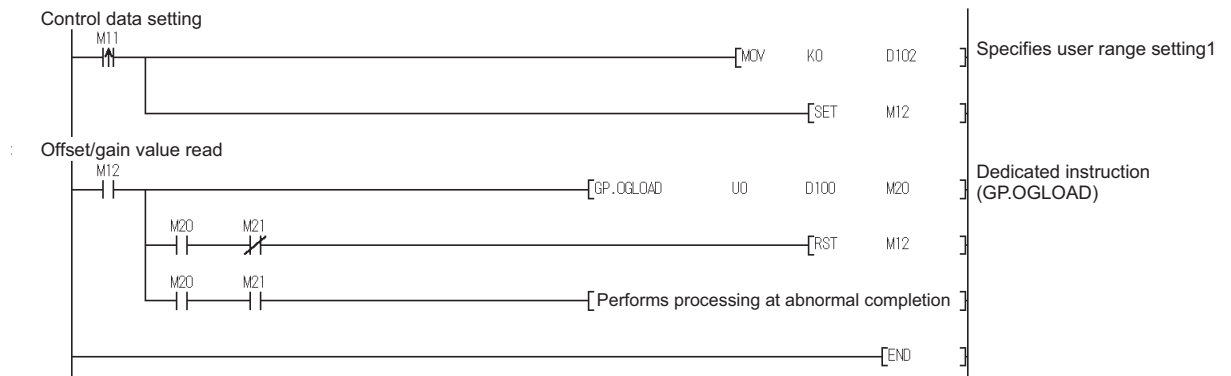 Control data setting
M11
MOV K0 D102 Specifies user range setting1
SET M12
: Offset/gain value read
M12
GP.OGLOAD U0 D100 M20 Dedicated instruction
(GP.OGLOAD)
M20 M21
RST M12
M20 M21
Performs processing at abnormal completion
END